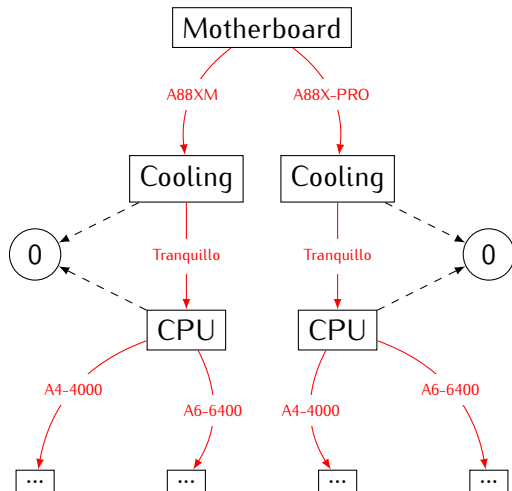 Motherboard
A88XM
A88X-PRO
Cooling
Cooling
0
Tranquillo
Tranquillo
0
CPU
CPU
A4-4000
A6-6400
A4-4000
A6-6400
...
...
...
...